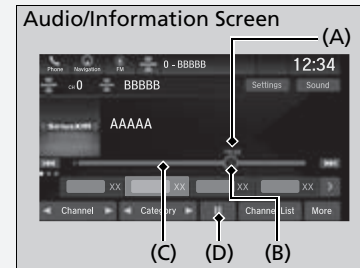 Audio/Information Screen
(A)
Phone Navigation FM 0 - BBBBB 12:34
CH 0 BBBBB Settings Sound
SiriusXM AAAAA
XX XX XX XX
Channel Category Channel List More
(C) (D) (B)